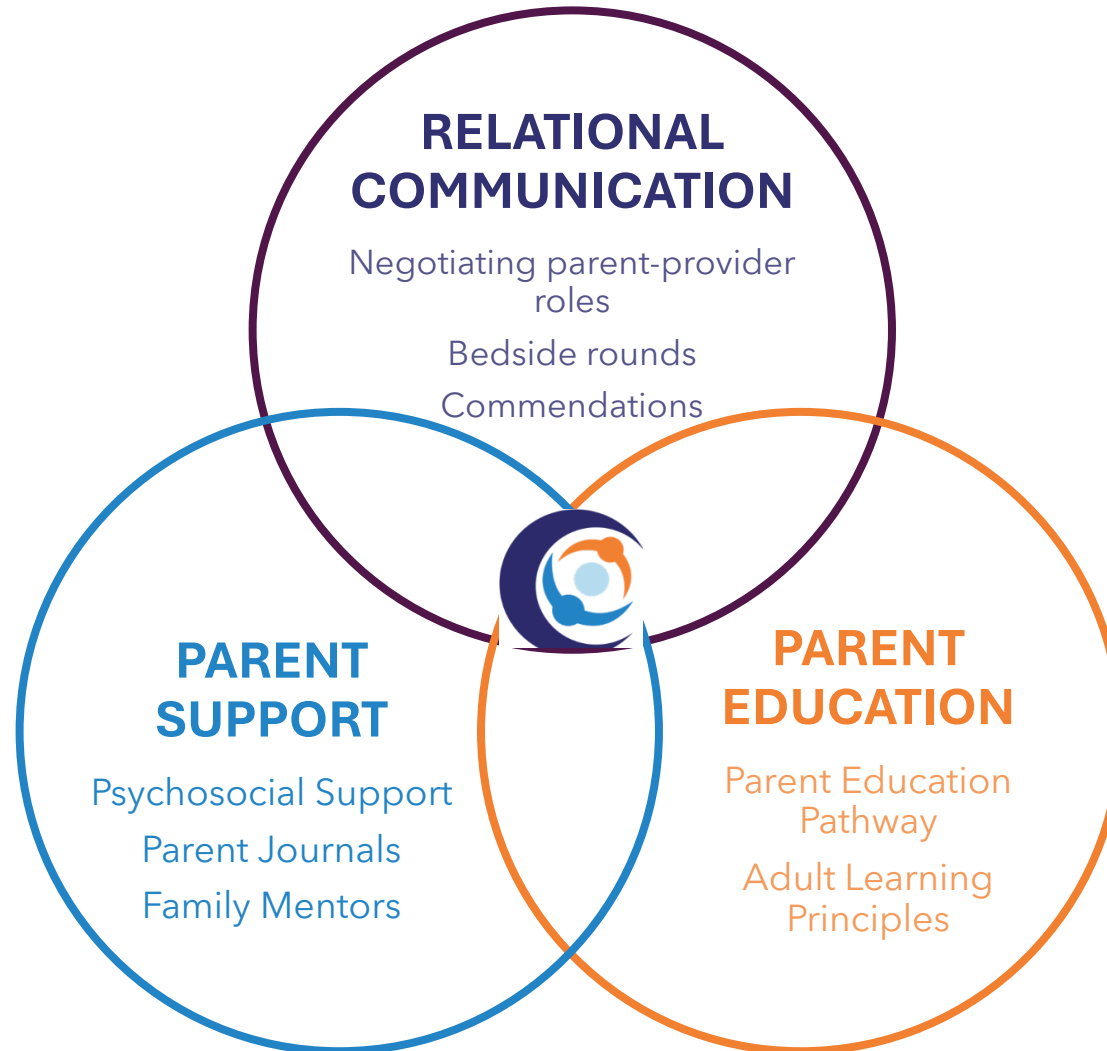 RELATIONAL
COMMUNICATION
Negotiating parent-provider
roles
Bedside rounds
Commendations
PARENT
SUPPORT
Psychosocial Support
Parent Journals
Family Mentors
PARENT
EDUCATION
Parent Education
Pathway
Adult Learning
Principles